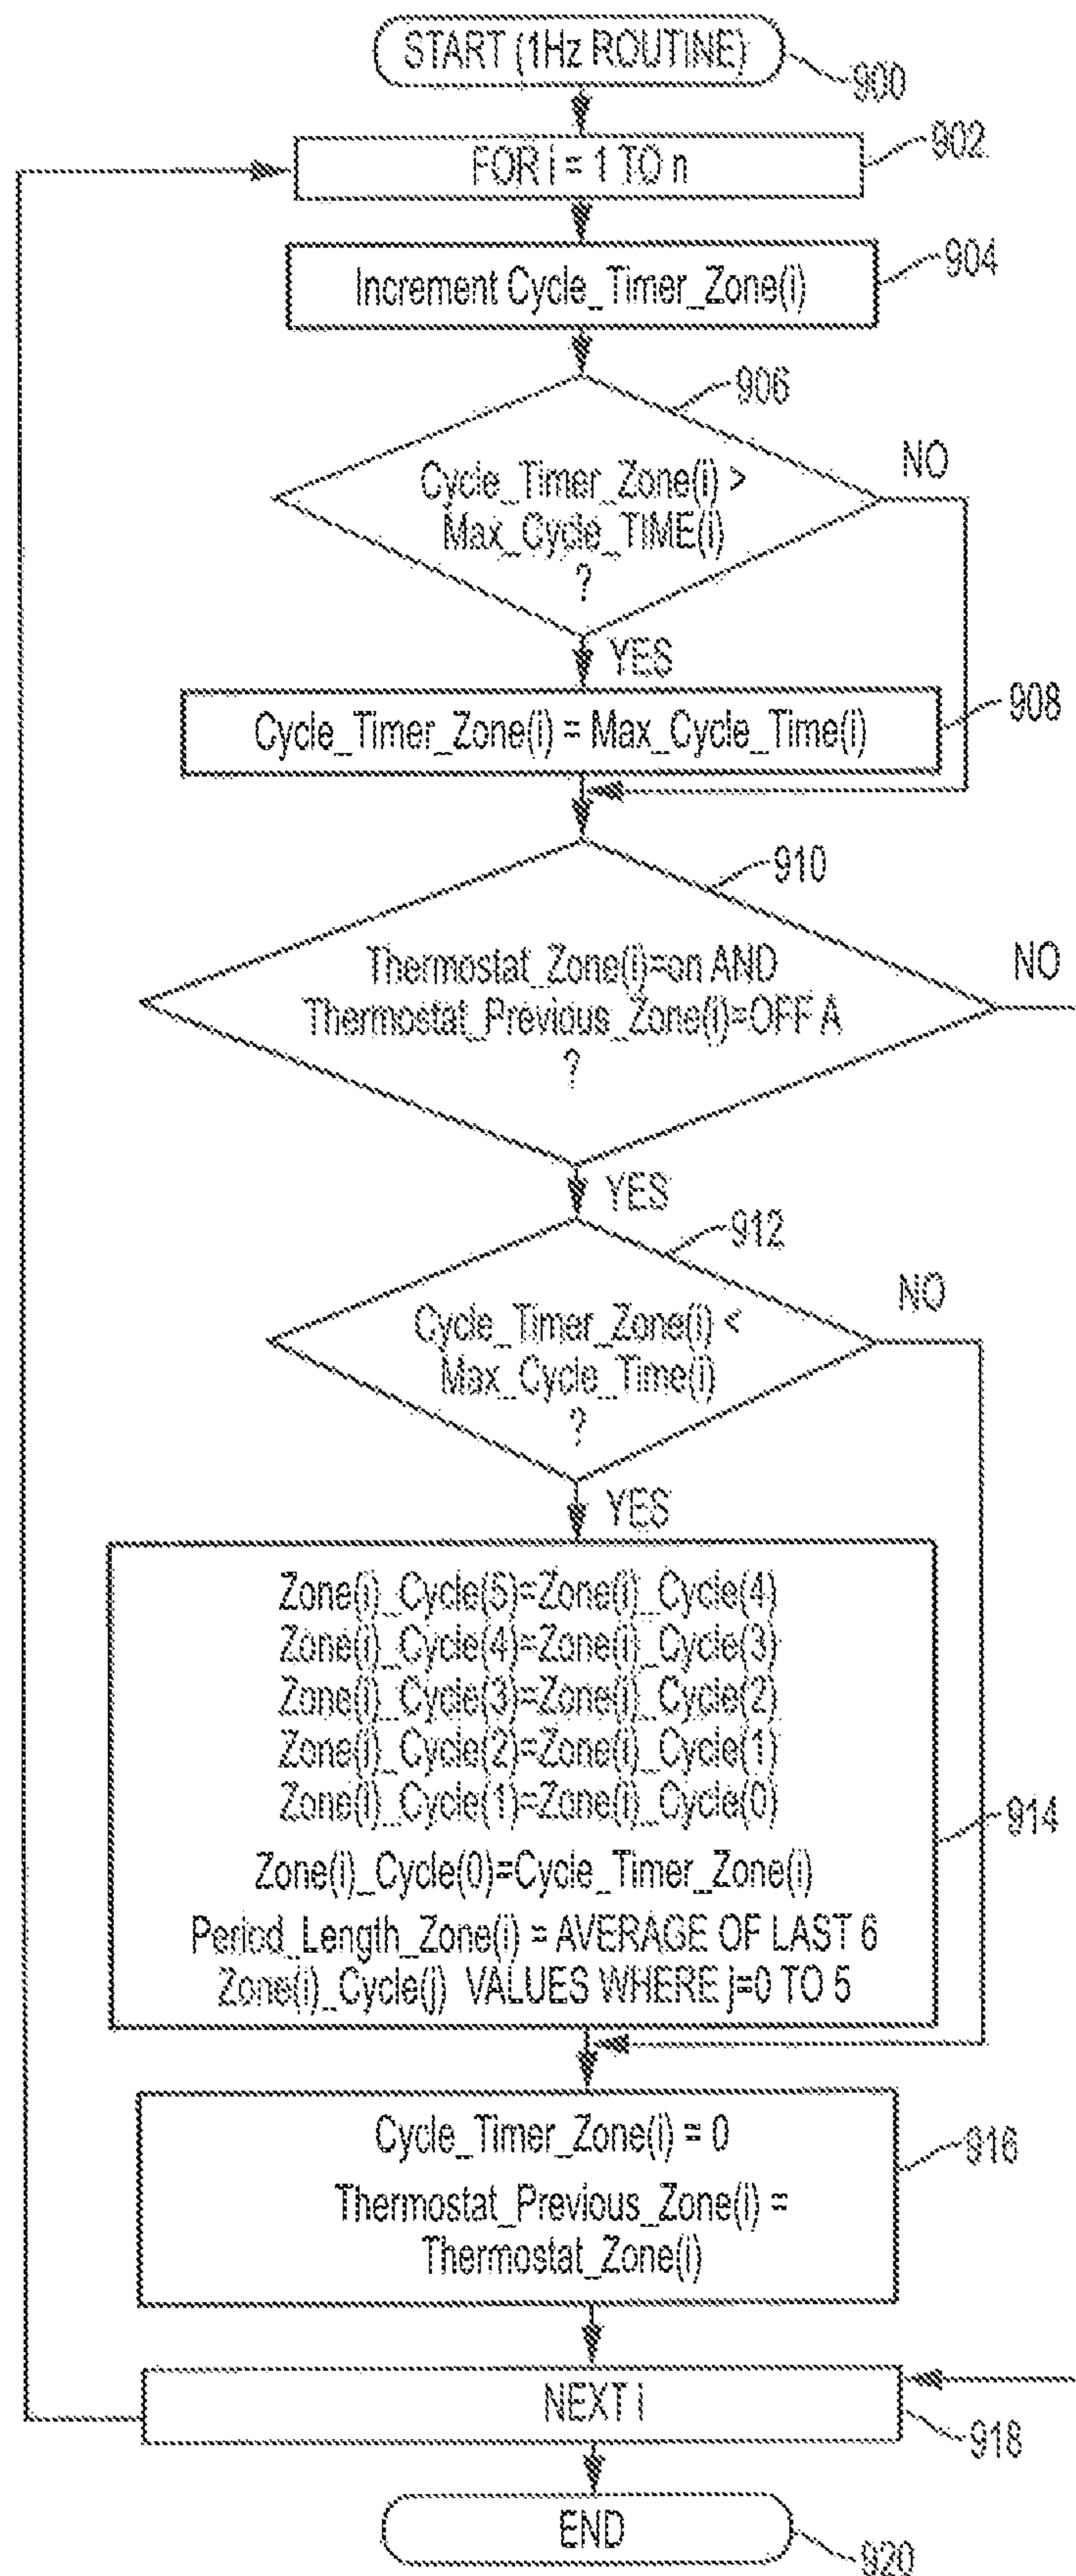 START (1Hz ROUTINE)
900
FOR i = 1 TO n
902
Increment Cycle_Timer_Zone(i)
904
906
Cycle_Timer_Zone(i) >
Max_Cycle_TIME(i)
?
NO
YES
Cycle_Timer_Zone(i) = Max_Cycle_Time(i)
908
910
Thermostat_Zone(i)=on AND
Thermostat_Previous_Zone(i)=OFF A
?
NO
YES
912
Cycle_Timer_Zone(i) <
Max_Cycle_Time(i)
?
NO
YES
Zone(i)_Cycle(5)=Zone(i)_Cycle(4)
Zone(i)_Cycle(4)=Zone(i)_Cycle(3)
Zone(i)_Cycle(3)=Zone(i)_Cycle(2)
Zone(i)_Cycle(2)=Zone(i)_Cycle(1)
Zone(i)_Cycle(1)=Zone(i)_Cycle(0)
Zone(i)_Cycle(0)=Cycle_Timer_Zone(i)
Period_Length_Zone(i) = AVERAGE OF LAST 6
Zone(i)_Cycle(j) VALUES WHERE j=0 TO 5
914
Cycle_Timer_Zone(i) = 0
Thermostat_Previous_Zone(i) =
Thermostat_Zone(i)
916
NEXT i
918
END
920